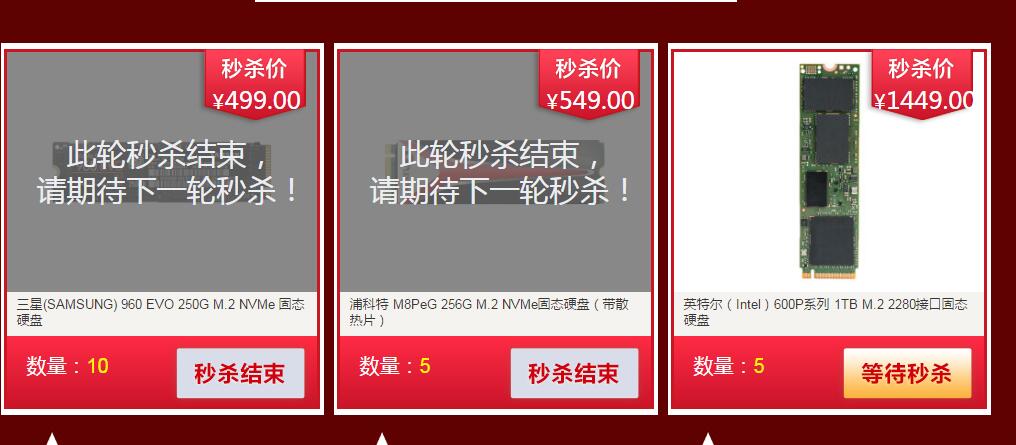 秒杀价
¥499.00
此轮秒杀结束，
请期待下一轮秒杀！
三星(SAMSUNG) 960 EVO 250G M.2 NVMe 固态
硬盘
数量：10
秒杀结束
秒杀价
¥549.00
此轮秒杀结束，
请期待下一轮秒杀！
浦科特 M8PeG 256G M.2 NVMe固态硬盘（带散
热片）
数量：5
秒杀结束
秒杀价
¥1449.00
英特尔（Intel）600P系列 1TB M.2 2280接口固态
硬盘
数量：5
等待秒杀